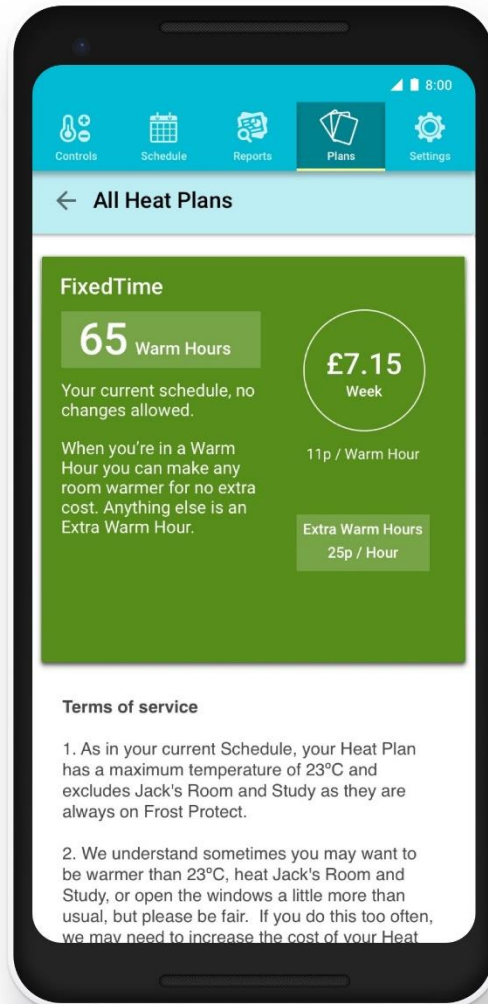 8:00
Controls
Schedule
Reports
Plans
Settings
← All Heat Plans
FixedTime
65 Warm Hours
Your current schedule, no
changes allowed.
When you're in a Warm
Hour you can make any
room warmer for no extra
cost. Anything else is an
Extra Warm Hour.
£7.15
Week
11p / Warm Hour
Extra Warm Hours
25p / Hour
Terms of service
1. As in your current Schedule, your Heat Plan
has a maximum temperature of 23ºC and
excludes Jack's Room and Study as they are
always on Frost Protect.
2. We understand sometimes you may want to
be warmer than 23ºC, heat Jack's Room and
Study, or open the windows a little more than
usual, but please be fair.  If you do this too often,
we may need to increase the cost of your Heat